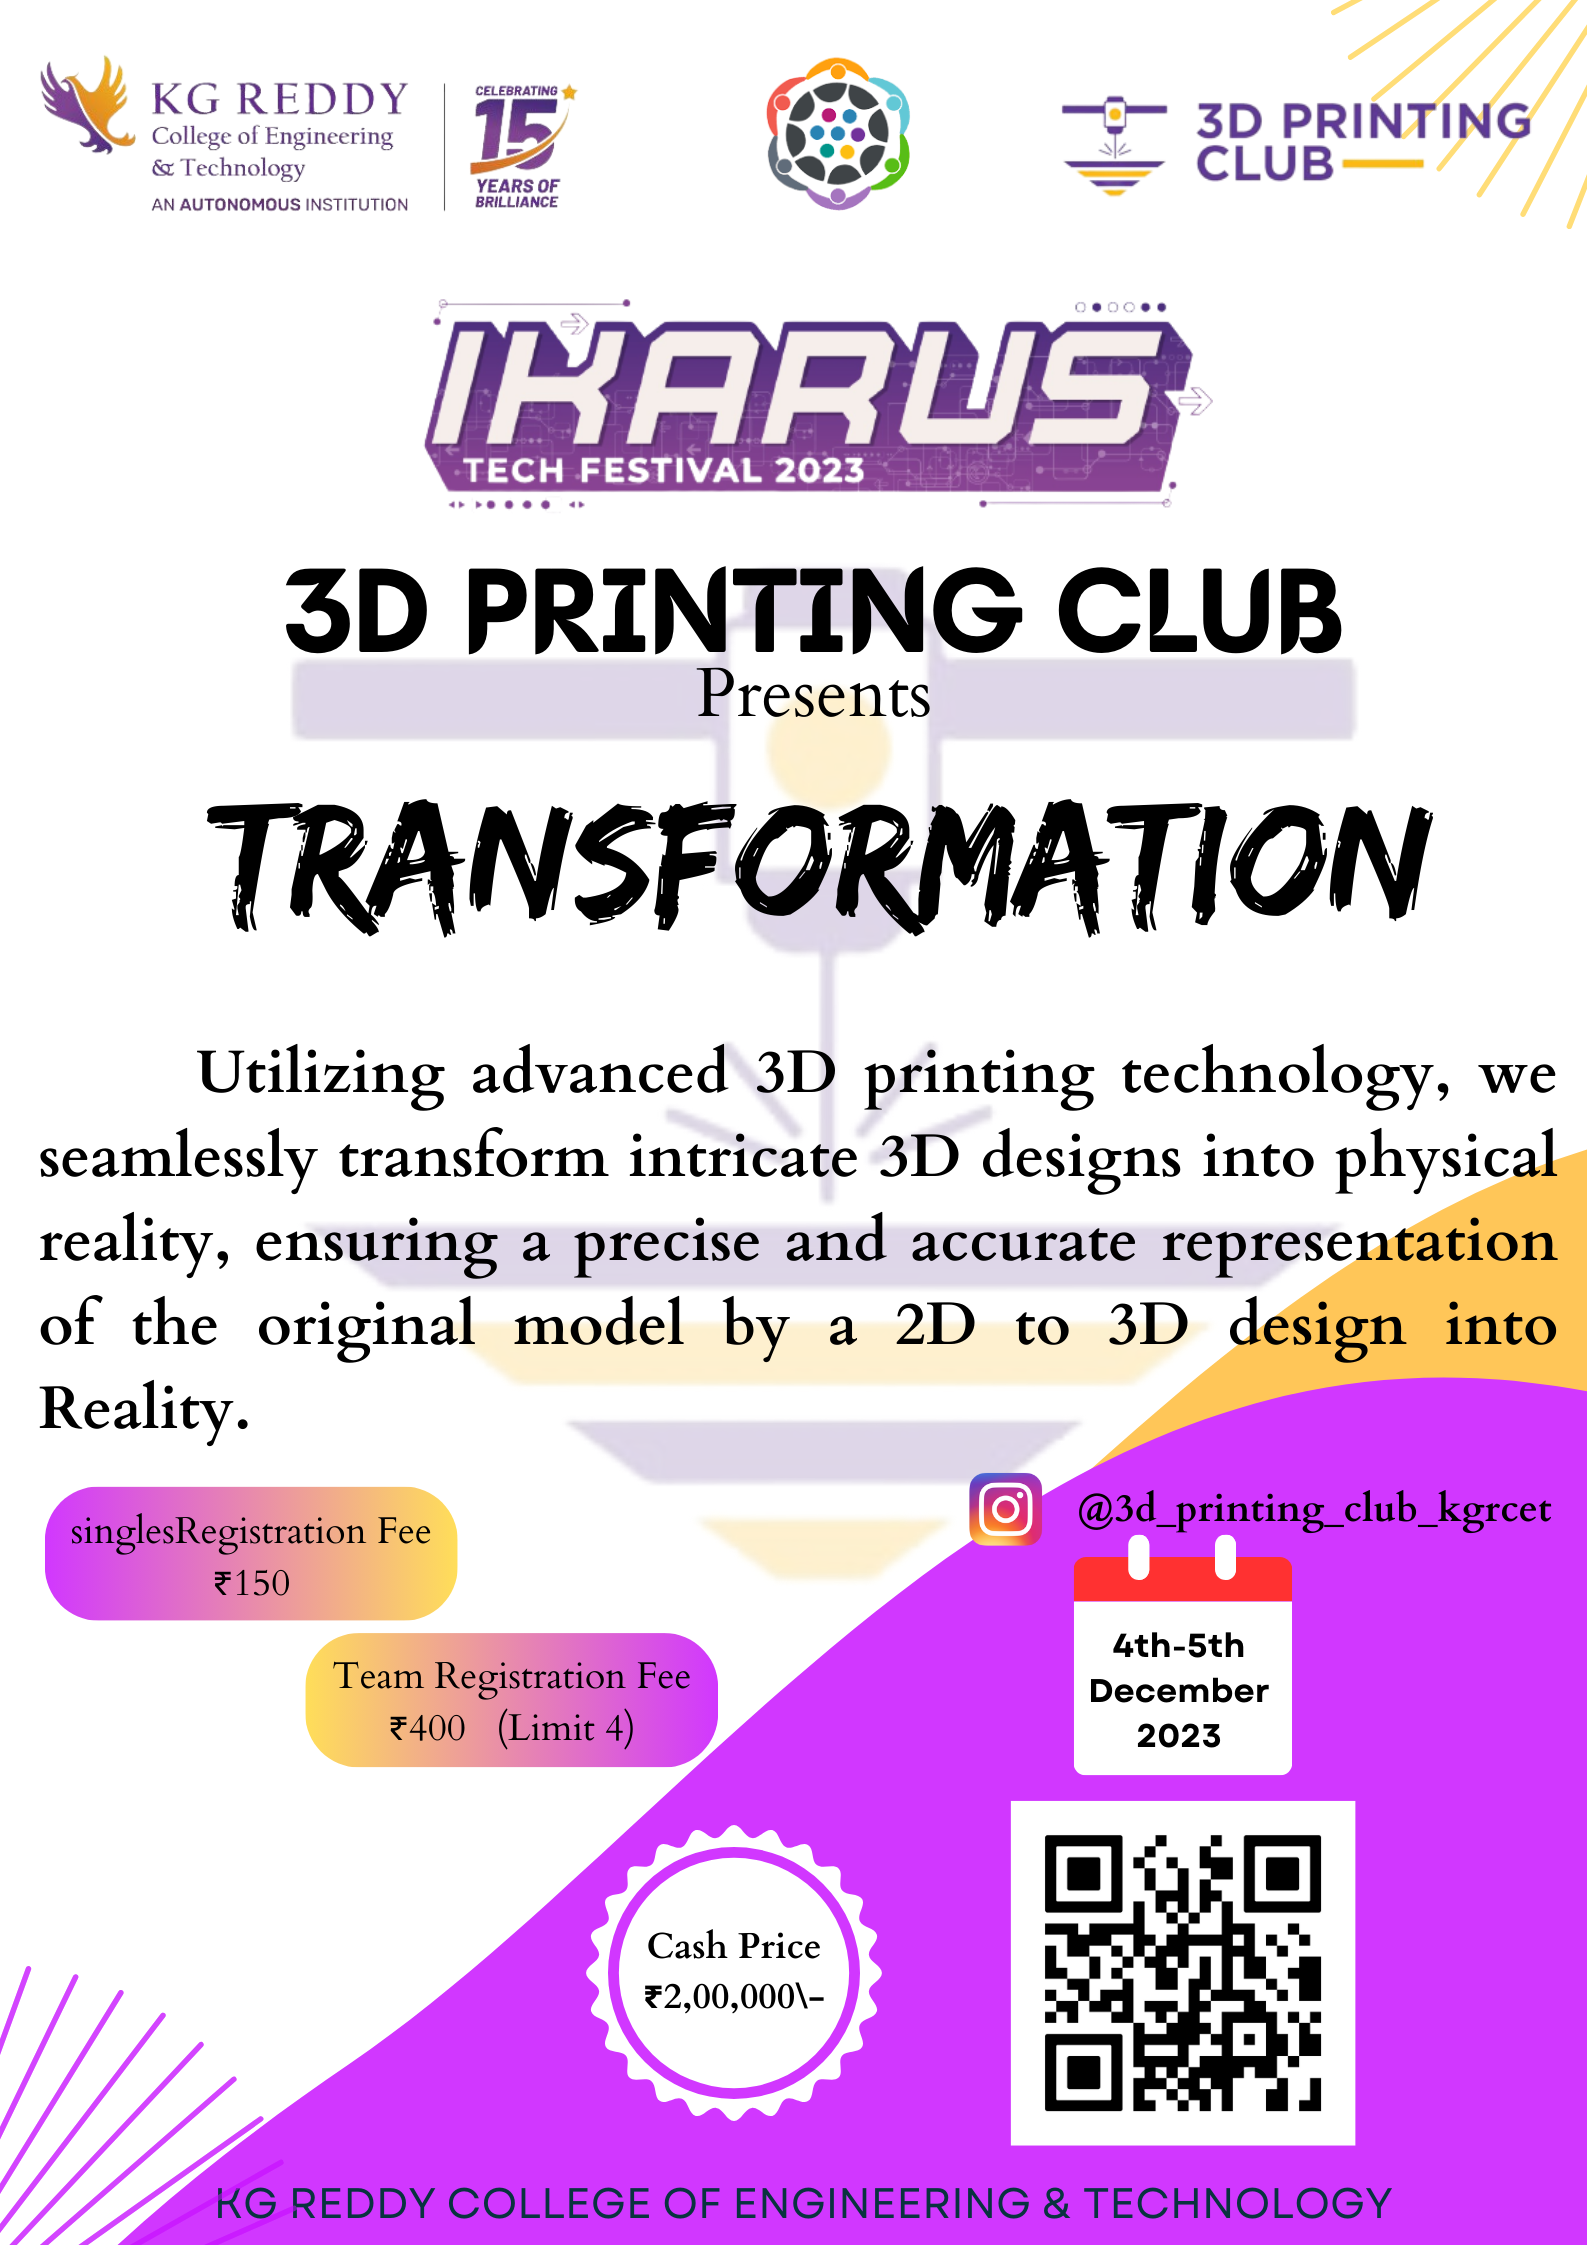 KG REDDY
College of Engineering
& Technology
AN AUTONOMOUS INSTITUTION
CELEBRATING
15
YEARS OF
BRILLIANCE
3D PRINTING
CLUB
IKARUS
TECH FESTIVAL 2023
3D PRINTING CLUB
Presents
TRANSFORMATION
Utilizing advanced 3D printing technology, we
seamlessly transform intricate 3D designs into physical
reality, ensuring a precise and accurate representation
of the original model by a 2D to 3D design into
Reality.
singlesRegistration Fee
₹150
Team Registration Fee
₹400 (Limit 4)
@3d_printing_club_kgrcet
4th-5th
December
2023
Cash Price
₹2,00,000\-
KG REDDY COLLEGE OF ENGINEERING & TECHNOLOGY